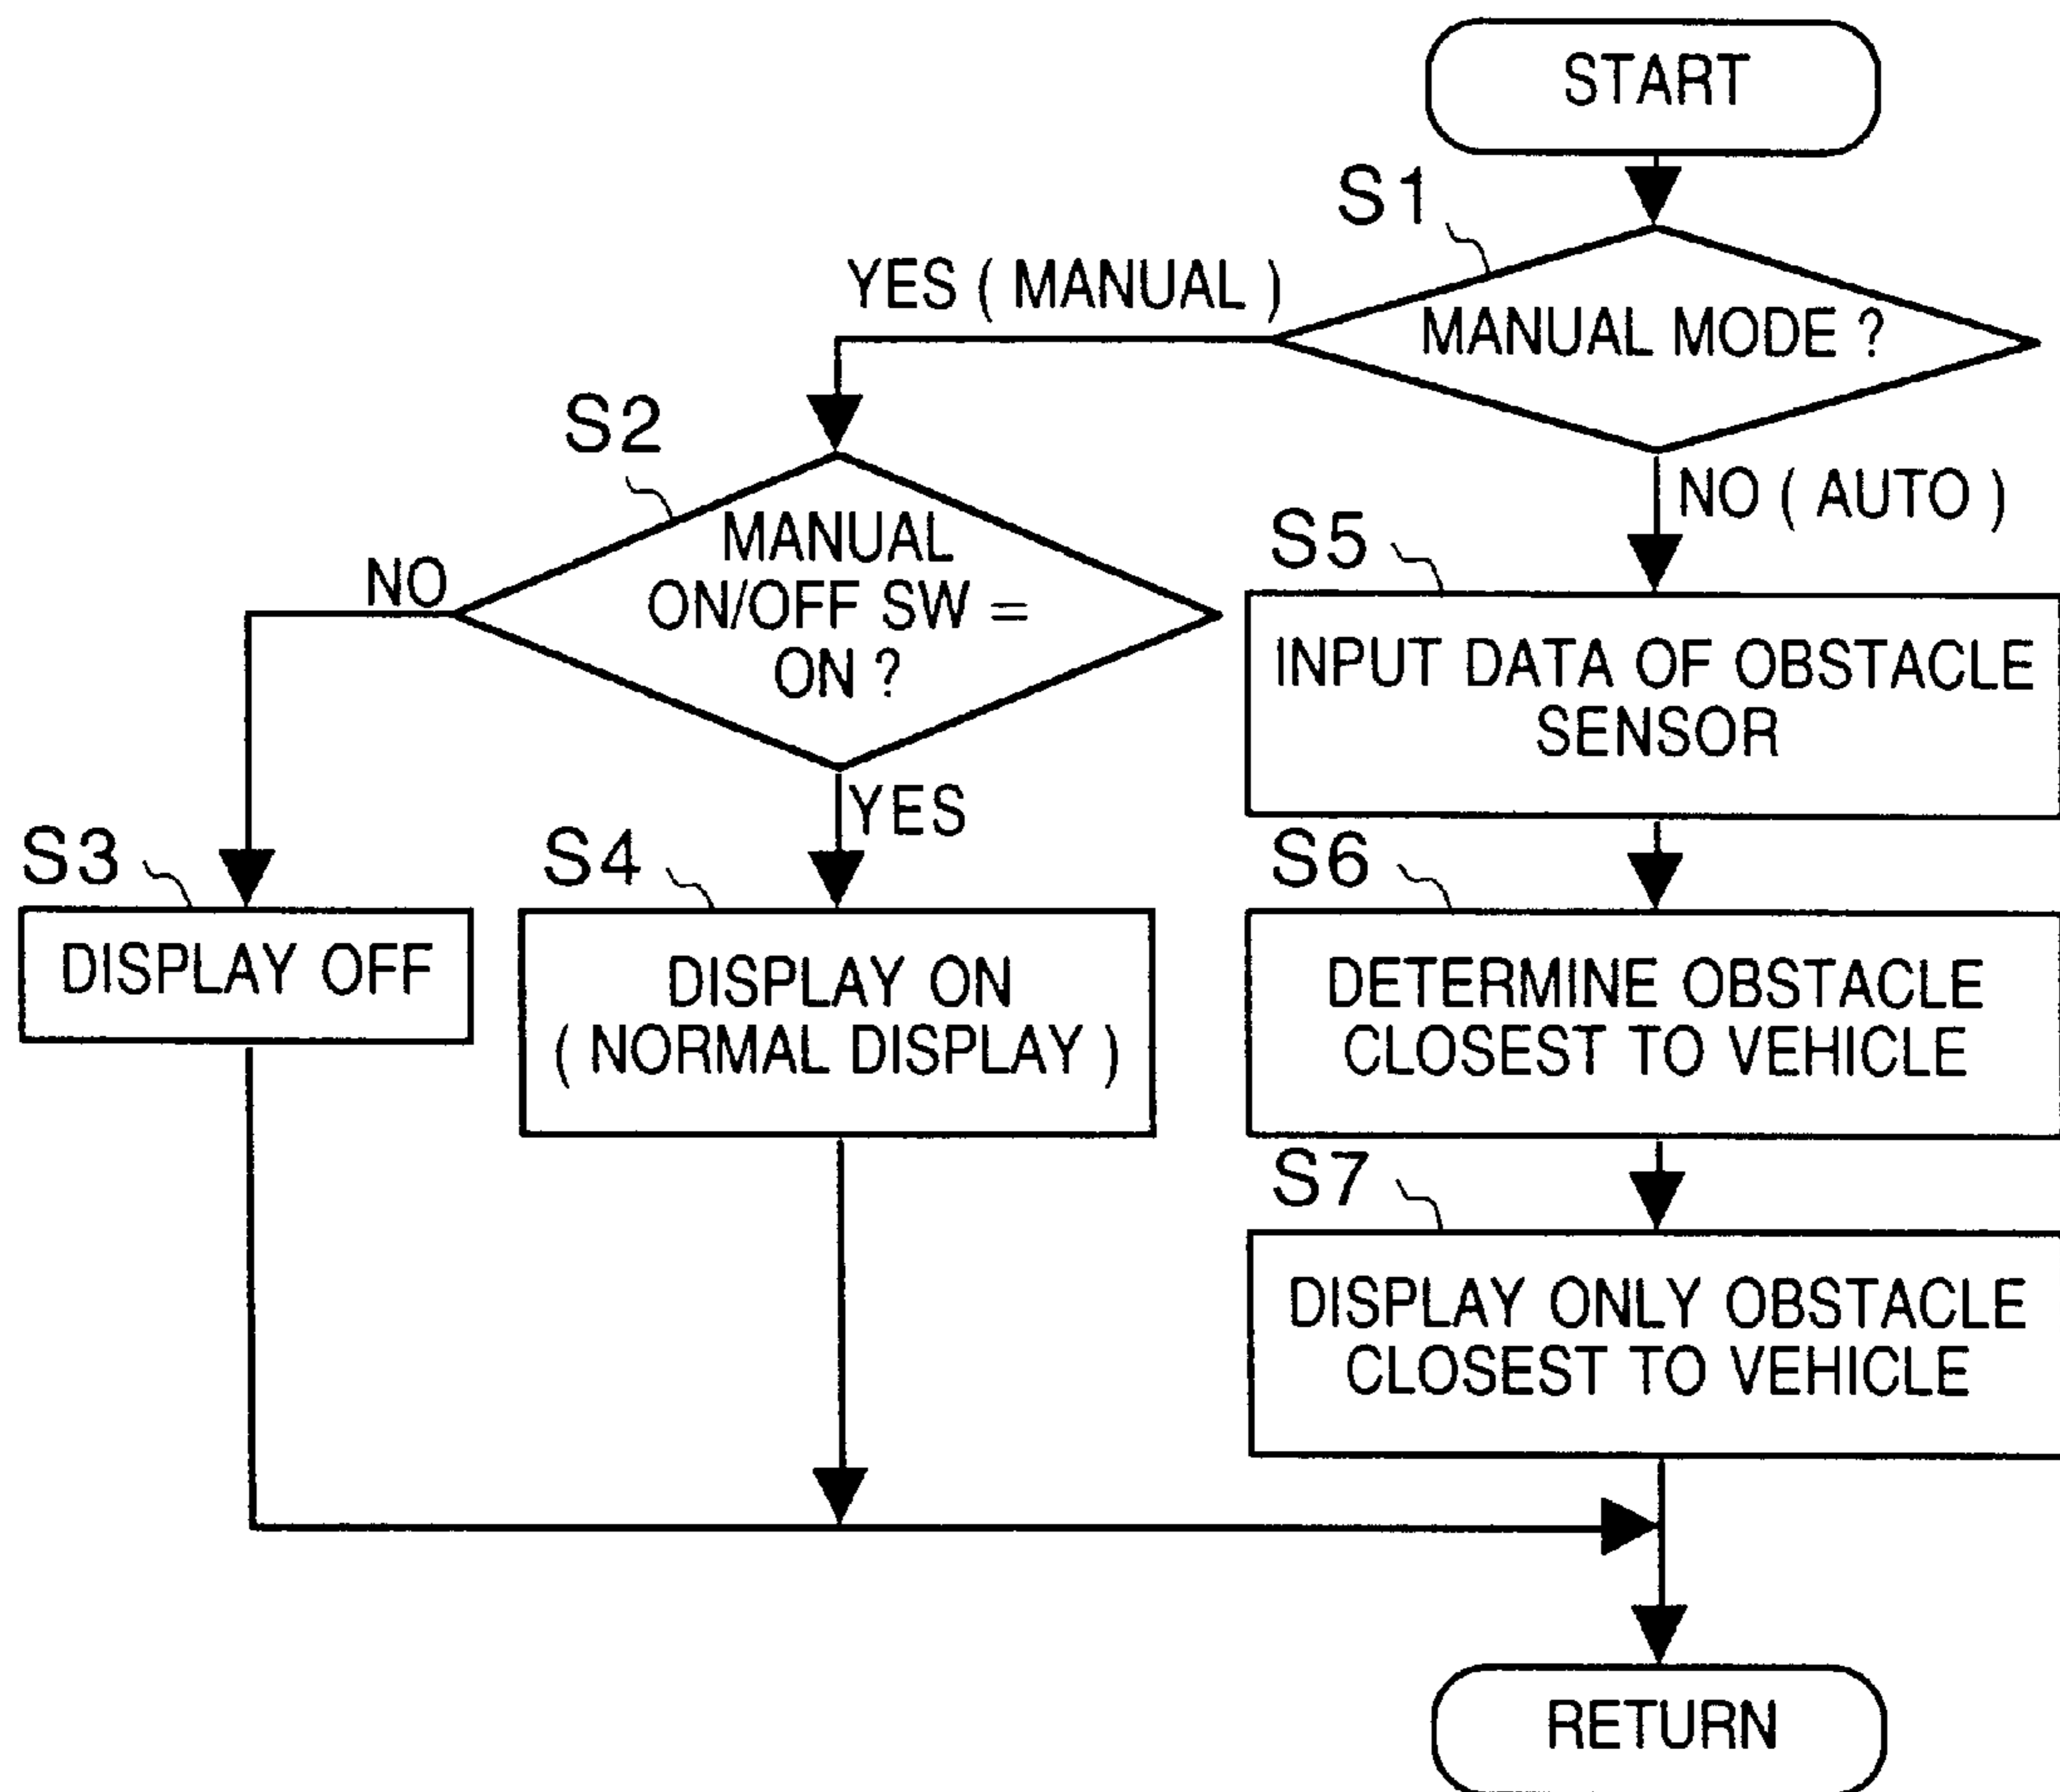 START
S1
YES ( MANUAL )
MANUAL MODE ?
S2
NO ( AUTO )
MANUAL
ON/OFF SW =
ON ?
NO
S5
INPUT DATA OF OBSTACLE
SENSOR
YES
S3
S4
S6
DISPLAY OFF
DISPLAY ON
( NORMAL DISPLAY )
DETERMINE OBSTACLE
CLOSEST TO VEHICLE
S7
DISPLAY ONLY OBSTACLE
CLOSEST TO VEHICLE
RETURN